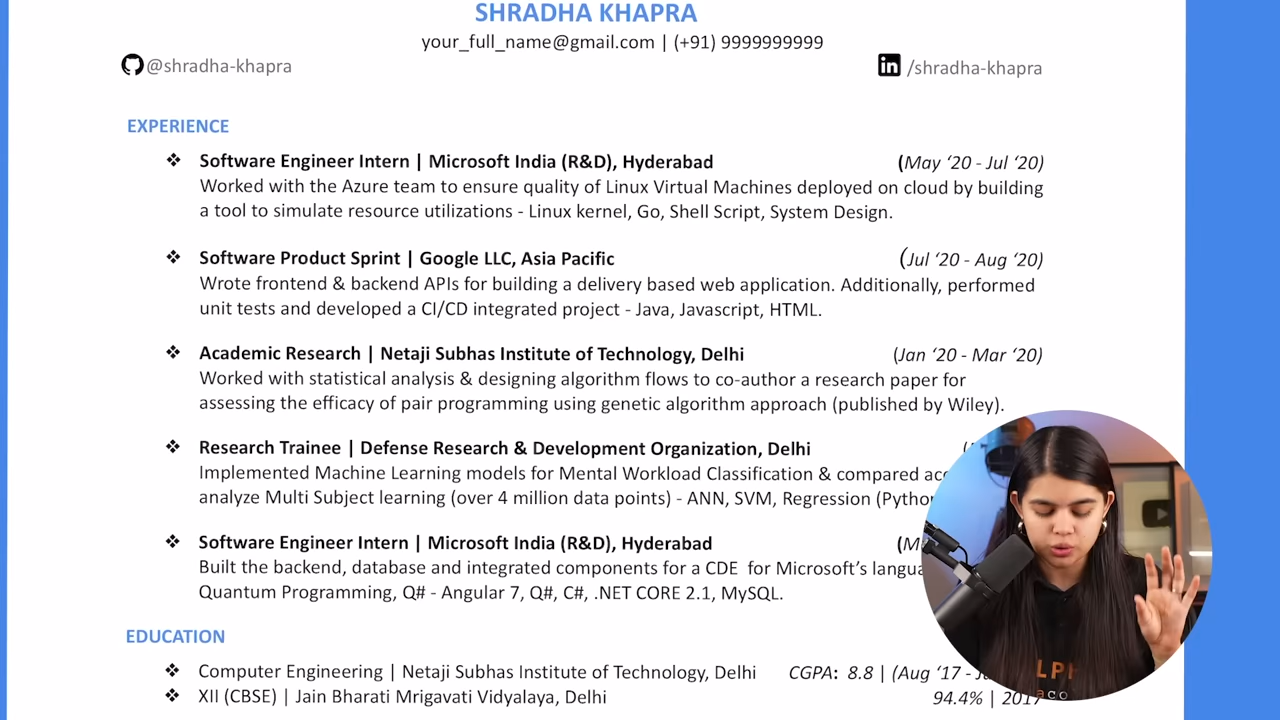 SHRADHA KHAPRA
your_full_name@gmail.com | (+91) 9999999999
@shradha-khapra
/shradha-khapra
EXPERIENCE
❖ Software Engineer Intern | Microsoft India (R&D), Hyderabad (May ‘20 - Jul ‘20)
Worked with the Azure team to ensure quality of Linux Virtual Machines deployed on cloud by building
a tool to simulate resource utilizations - Linux kernel, Go, Shell Script, System Design.
❖ Software Product Sprint | Google LLC, Asia Pacific (Jul ‘20 - Aug ‘20)
Wrote frontend & backend APIs for building a delivery based web application. Additionally, performed
unit tests and developed a CI/CD integrated project - Java, Javascript, HTML.
❖ Academic Research | Netaji Subhas Institute of Technology, Delhi (Jan ‘20 - Mar ‘20)
Worked with statistical analysis & designing algorithm flows to co-author a research paper for
assessing the efficacy of pair programming using genetic algorithm approach (published by Wiley).
❖ Research Trainee | Defense Research & Development Organization, Delhi
Implemented Machine Learning models for Mental Workload Classification & compared
analyze Multi Subject learning (over 4 million data points) - ANN, SVM, Regression (Python
❖ Software Engineer Intern | Microsoft India (R&D), Hyderabad
Built the backend, database and integrated components for a CDE for Microsoft’s
Quantum Programming, Q# - Angular 7, Q#, C#, .NET CORE 2.1, MySQL.
EDUCATION
❖ Computer Engineering | Netaji Subhas Institute of Technology, Delhi CGPA: 8.8 | (Aug ‘17 -
❖ XII (CBSE) | Jain Bharati Mrigavati Vidyalaya, Delhi 94.4% | 2017